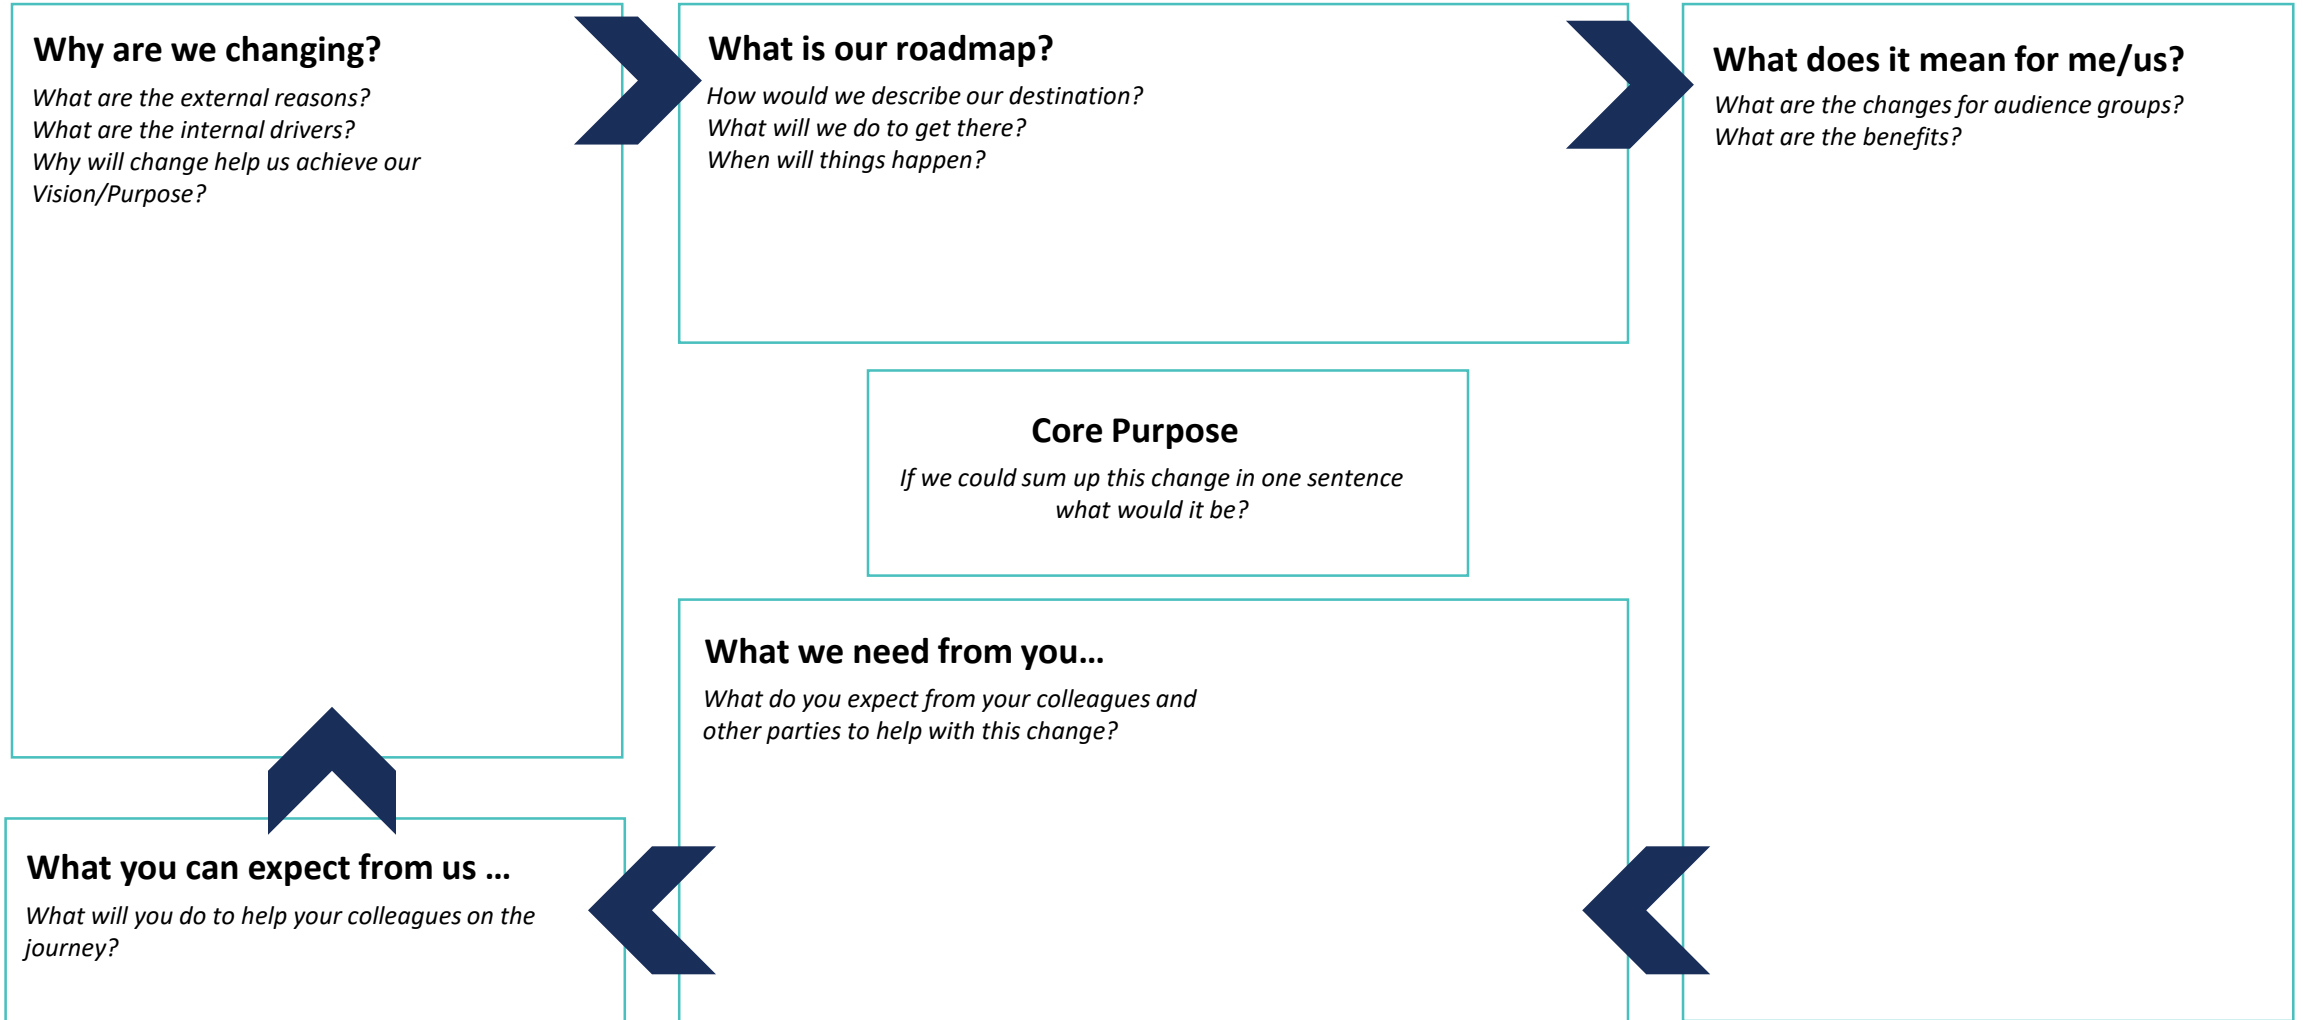 Why are we changing?
What are the external reasons?
What are the internal drivers?
Why will change help us achieve our
Vision/Purpose?
What is our roadmap?
How would we describe our destination?
What will we do to get there?
When will things happen?
What does it mean for me/us?
What are the changes for audience groups?
What are the benefits?
Core Purpose
If we could sum up this change in one sentence
what would it be?
What we need from you…
What do you expect from your colleagues and
other parties to help with this change?
What you can expect from us …
What will you do to help your colleagues on the
journey?